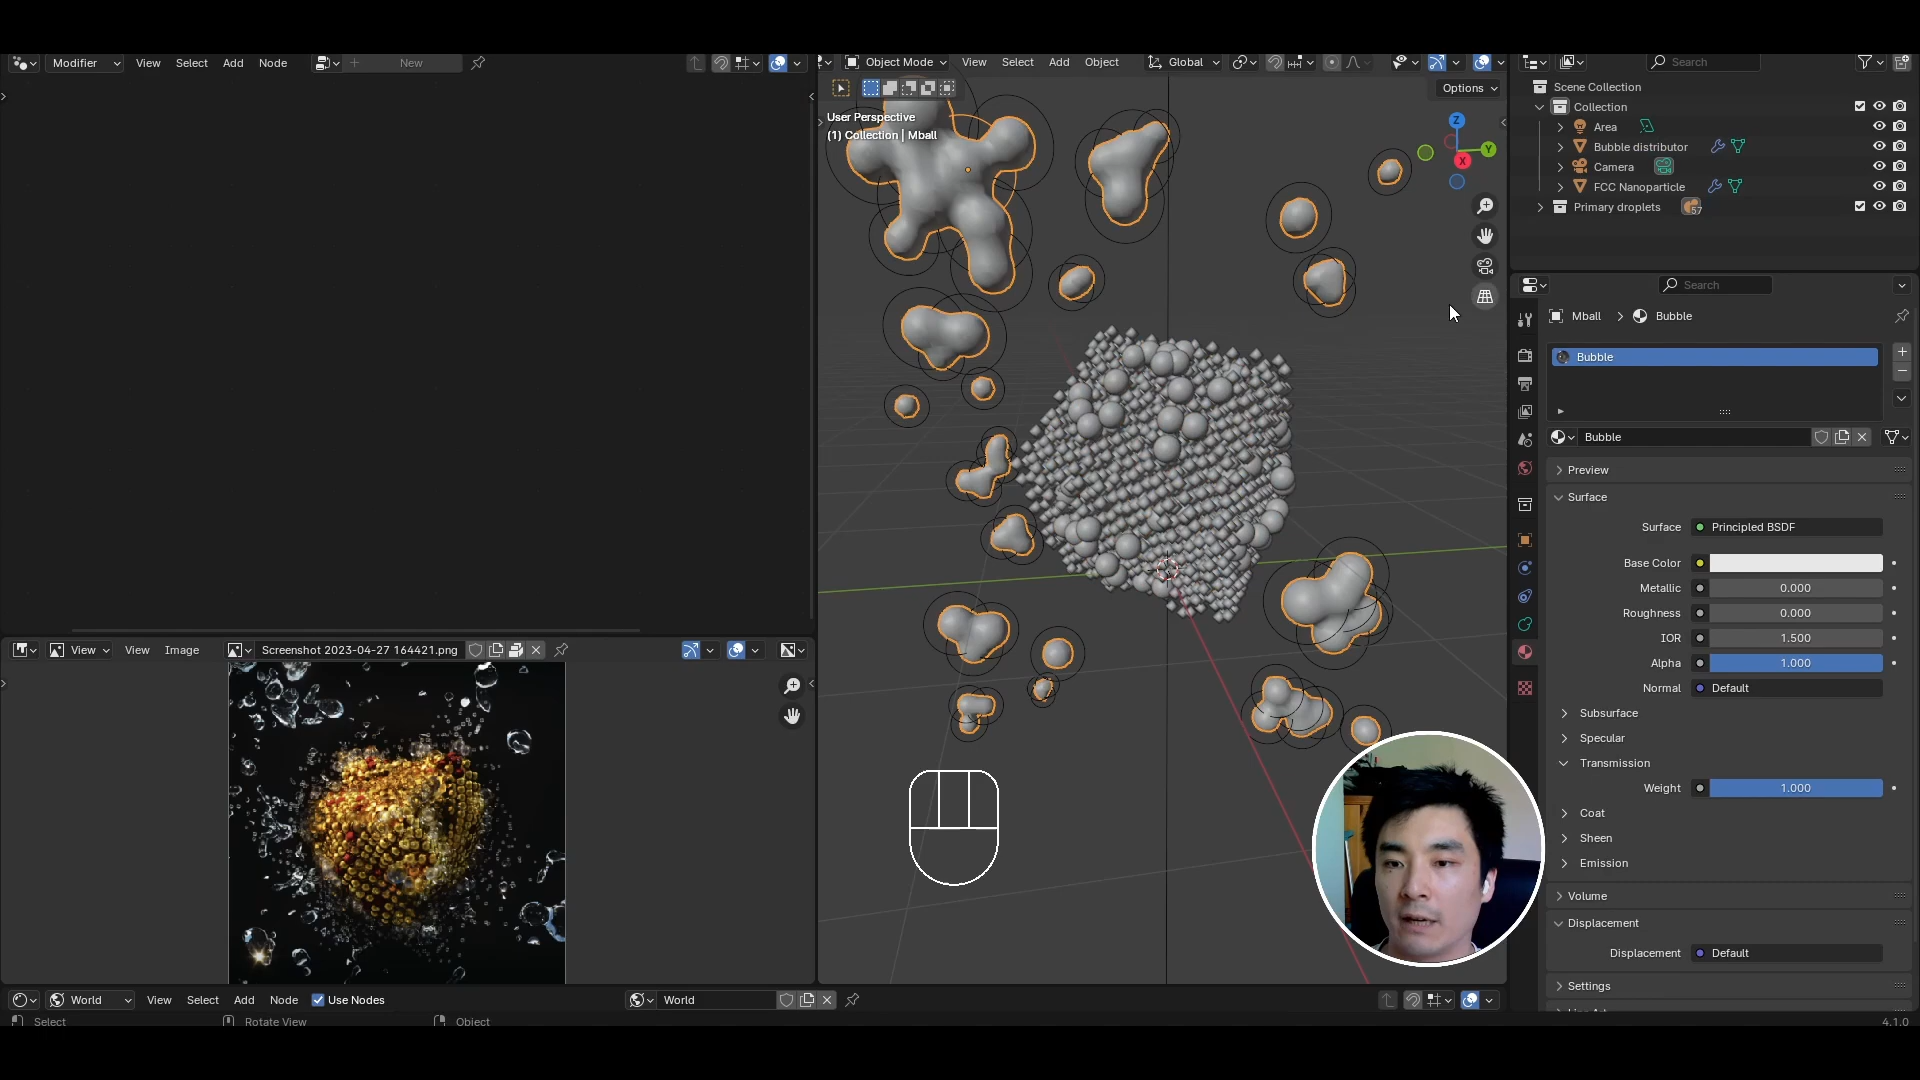 Modifier View Select Add Node New
Object Mode View Select Add Object Global
Options
User Perspective
(1) Collection | Mball
Z
Y
X
Search
Scene Collection
Collection
Area
Bubble distributor
Camera
FCC Nanoparticle
Primary droplets 57
Search
Mball Bubble
Bubble
Bubble
Preview
Surface
Surface Principled BSDF
Base Color
Metallic 0.000
Roughness 0.000
IOR 1.500
Alpha 1.000
Normal Default
Subsurface
Specular
Transmission
Weight 1.000
Coat
Sheen
Emission
Volume
Displacement
Displacement Default
Settings
View View Image Screenshot 2023-04-27 164421.png
World View Select Add Node Use Nodes World
Select Rotate View Object 4.1.0